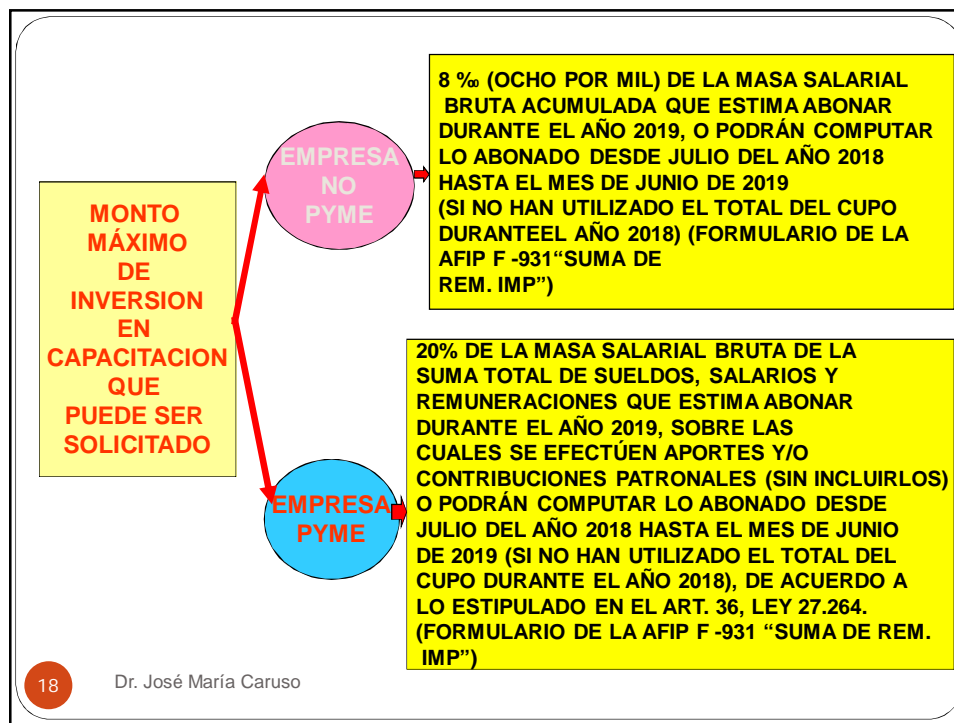 MONTO
MÁXIMO
DE
INVERSION
EN
CAPACITACION
QUE
PUEDE SER
SOLICITADO
EMPRESA
NO
PYME
8 ‰ (OCHO POR MIL) DE LA MASA SALARIAL
BRUTA ACUMULADA QUE ESTIMA ABONAR
DURANTE EL AÑO 2019, O PODRÁN COMPUTAR
LO ABONADO DESDE JULIO DEL AÑO 2018
HASTA EL MES DE JUNIO DE 2019
(SI NO HAN UTILIZADO EL TOTAL DEL CUPO
DURANTEEL AÑO 2018) (FORMULARIO DE LA
AFIP F -931“SUMA DE
REM. IMP”)
EMPRESA
PYME
20% DE LA MASA SALARIAL BRUTA DE LA
SUMA TOTAL DE SUELDOS, SALARIOS Y
REMUNERACIONES QUE ESTIMA ABONAR
DURANTE EL AÑO 2019, SOBRE LAS
CUALES SE EFECTÚEN APORTES Y/O
CONTRIBUCIONES PATRONALES (SIN INCLUIRLOS)
O PODRÁN COMPUTAR LO ABONADO DESDE
JULIO DEL AÑO 2018 HASTA EL MES DE JUNIO
DE 2019 (SI NO HAN UTILIZADO EL TOTAL DEL
CUPO DURANTE EL AÑO 2018), DE ACUERDO A
LO ESTIPULADO EN EL ART. 36, LEY 27.264.
(FORMULARIO DE LA AFIP F -931 “SUMA DE REM.
IMP”)
18
Dr. José María Caruso